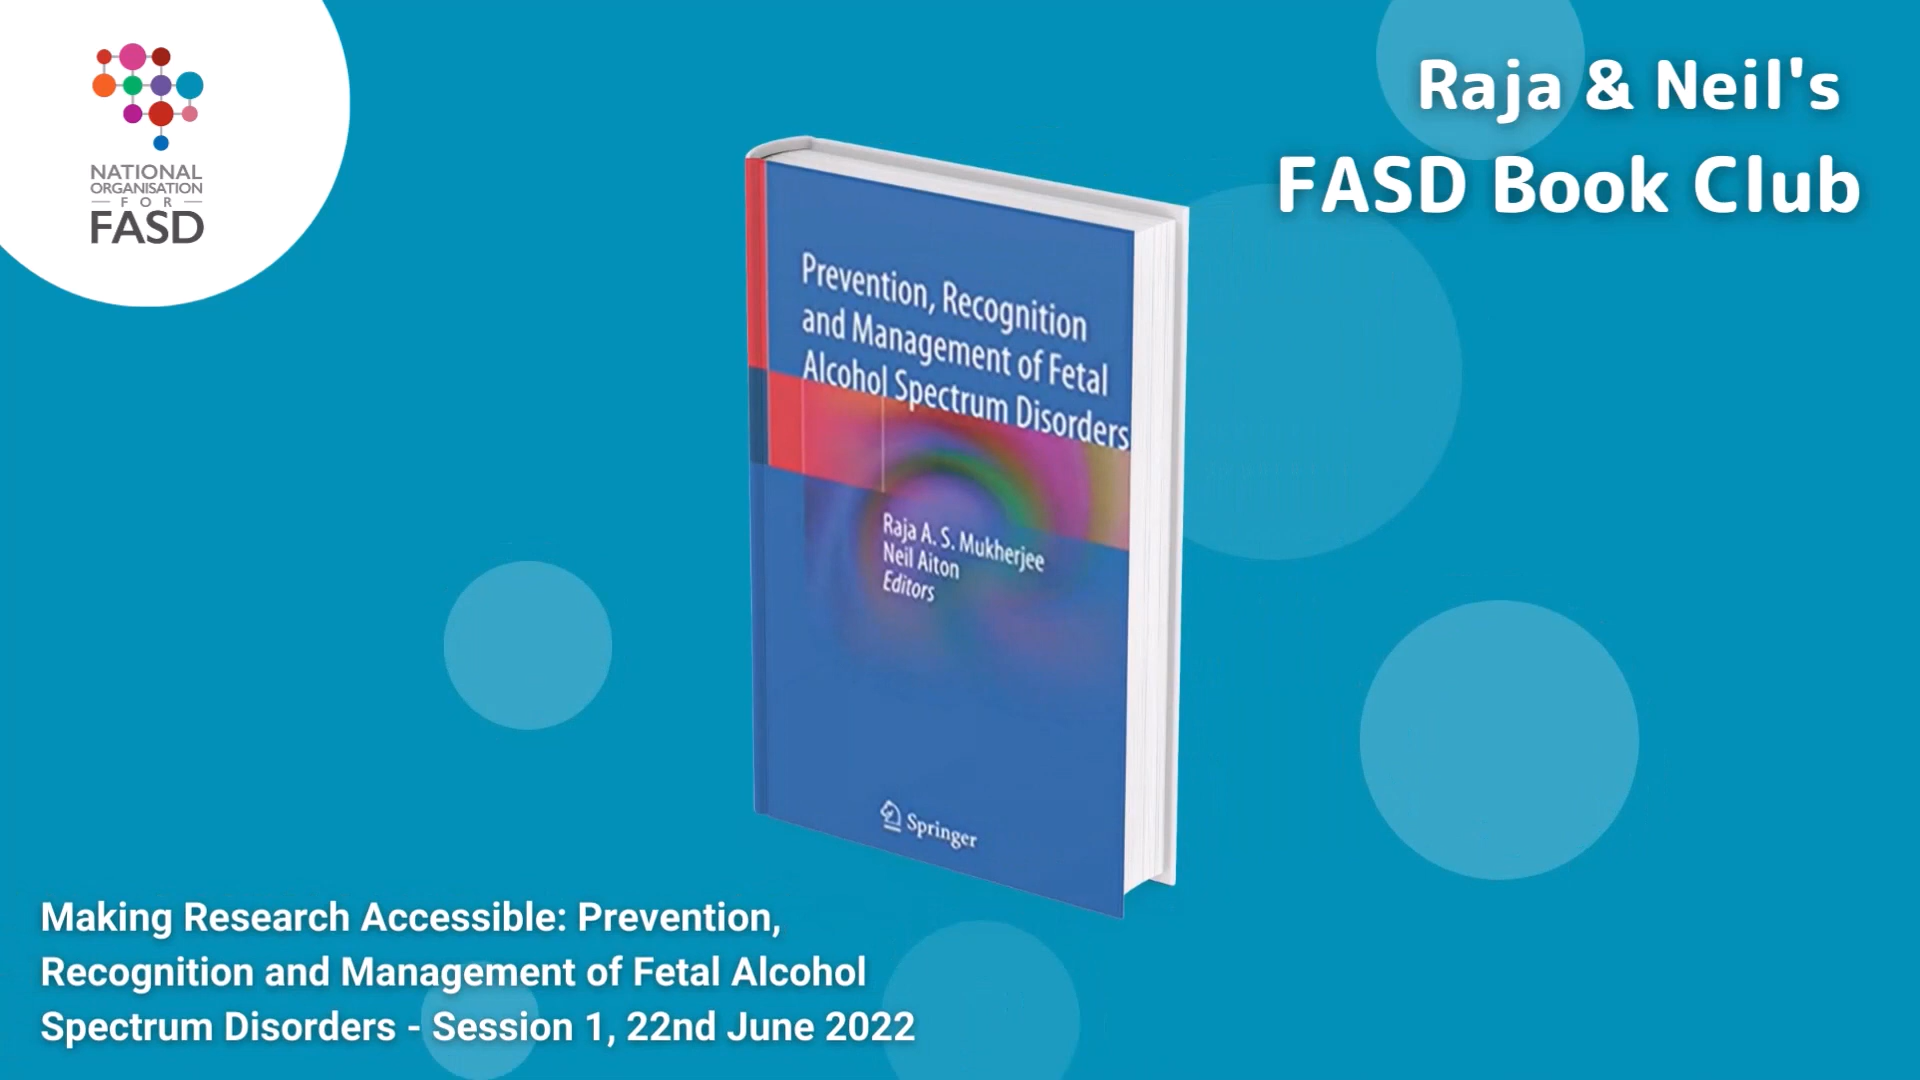 NATIONAL
ORGANISATION
FOR
FASD
Raja & Neil's
FASD Book Club
Prevention, Recognition
and Management of Fetal
Alcohol Spectrum Disorders
Raja A. S. Mukherjee
Neil Aiton
Editors
Springer
Making Research Accessible: Prevention,
Recognition and Management of Fetal Alcohol
Spectrum Disorders - Session 1, 22nd June 2022